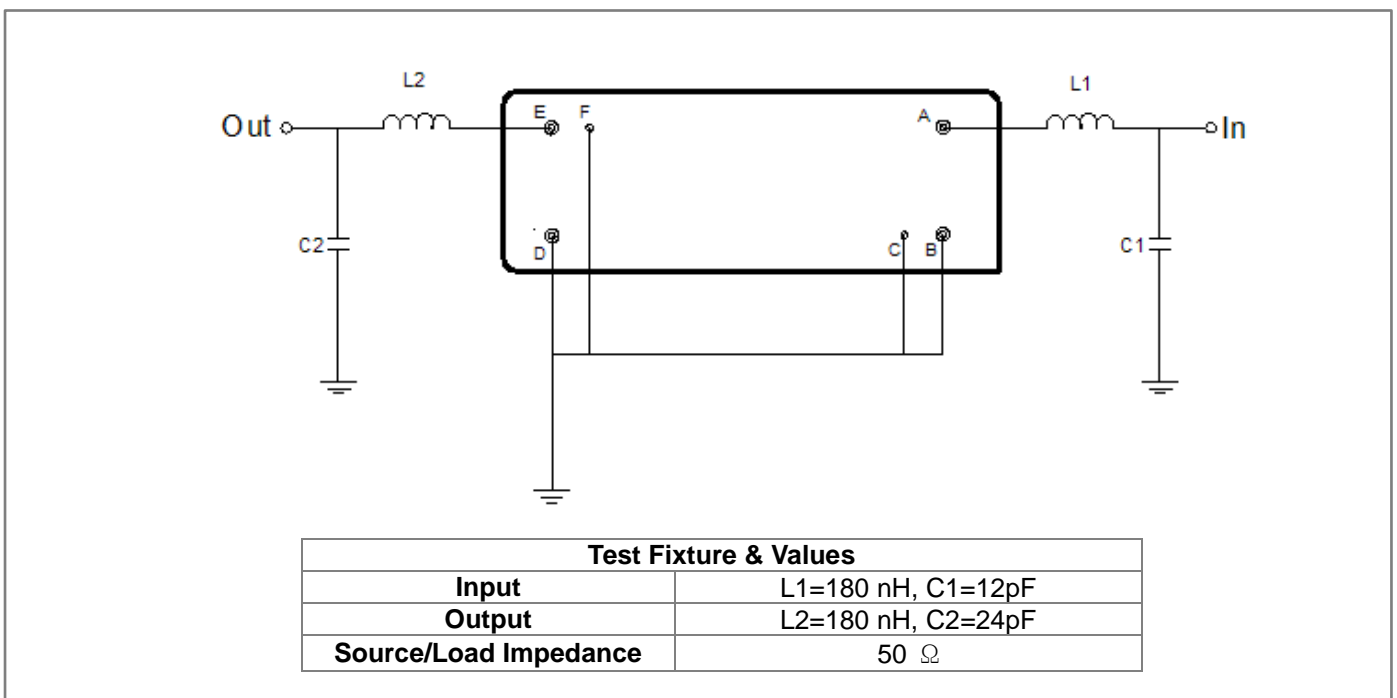 L2
L1
Out
E
F
A
In
C2
D
C
B
C1
Test Fixture & Values
Input L1=180 nH, C1=12pF
Output L2=180 nH, C2=24pF
Source/Load Impedance 50 Ω